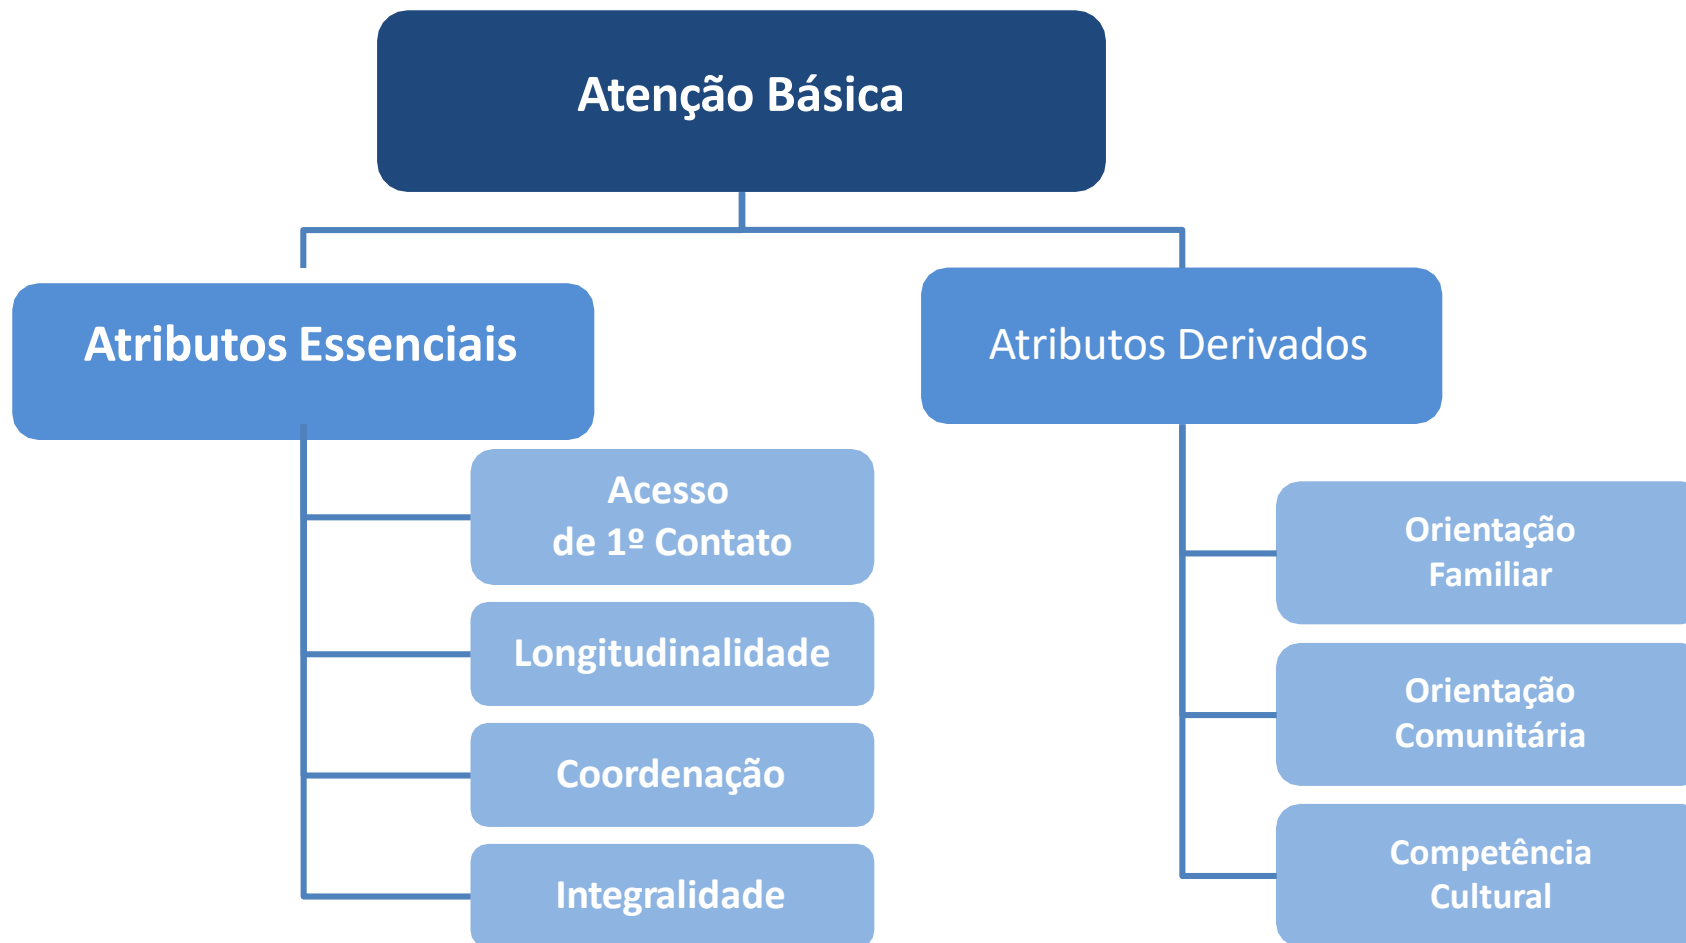 Atenção Básica
Atributos Essenciais
Atributos Derivados
Acesso
de 1º Contato
Longitudinalidade
Coordenação
Integralidade
Orientação
Familiar
Orientação
Comunitária
Competência
Cultural